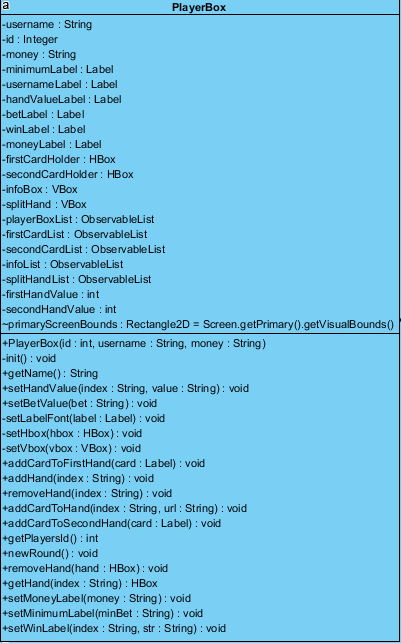 a
PlayerBox
-username : String
-id : Integer
-money : String
-minimumLabel : Label
-usernameLabel : Label
-handValueLabel : Label
-betLabel : Label
-winLabel : Label
-moneyLabel : Label
-firstCardHolder : HBox
-secondCardHolder : HBox
-infoBox : VBox
-splitHand : VBox
-playerBoxList : ObservableList
-firstCardList : ObservableList
-secondCardList : ObservableList
-infoList : ObservableList
-splitHandList : ObservableList
-firstHandValue : int
-secondHandValue : int
~primaryScreenBounds : Rectangle2D = Screen.getPrimary().getVisualBounds()
+PlayerBox(id : int, username : String, money : String)
-init() : void
+getName() : String
+setHandValue(index : String, value : String) : void
+setBetValue(bet : String) : void
-setLabelFont(label : Label) : void
-setHbox(hbox : HBox) : void
-setVbox(vbox : VBox) : void
+addCardToFirstHand(card : Label) : void
+addHand(index : String) : void
+removeHand(index : String) : void
+addCardToHand(index : String, url : String) : void
+addCardToSecondHand(card : Label) : void
+getPlayersId() : int
+newRound() : void
+removeHand(hand : HBox) : void
+getHand(index : String) : HBox
+setMoneyLabel(money : String) : void
+setMinimumLabel(minBet : String) : void
+setWinLabel(index : String, str : String) : void